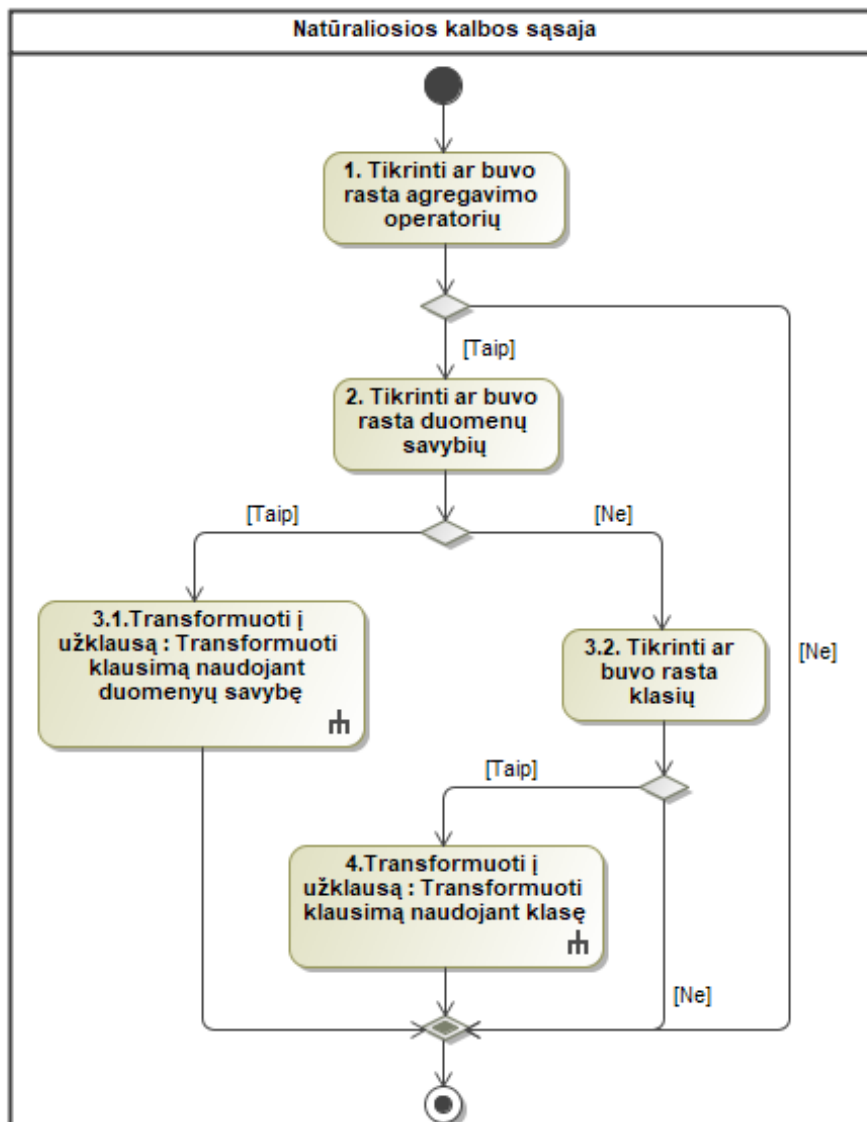 Natūraliosios kalbos sąsaja
1. Tikrinti ar buvo
rasta agregavimo
operatorių
[Taip]
2. Tikrinti ar buvo
rasta duomenų
savybių
[Taip]
[Ne]
3.1.Transformuoti į
užklausą : Transformuoti
klausimą naudojant
duomenyų savybę
3.2. Tikrinti ar
buvo rasta
klasių
[Ne]
[Taip]
4.Transformuoti į
užklausą : Transformuoti
klausimą naudojant klasę
[Ne]